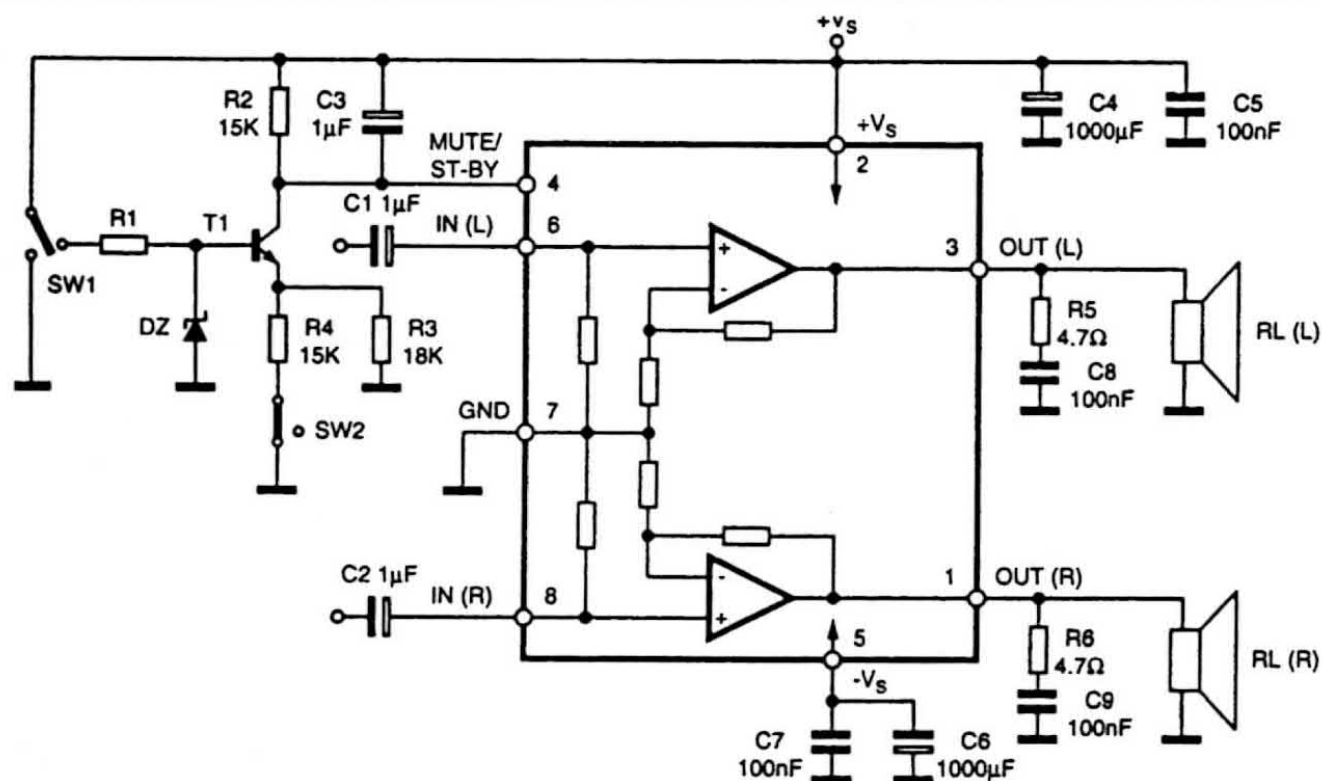 +Vs
R2
15K
C3
1µF
C4
1000µF
C5
100nF
MUTE/
ST-BY
4
+Vs
2
R1
T1
C1 1µF
IN (L)
6
+
-
3
OUT (L)
SW1
DZ
R4
15K
R3
18K
R5
4.7Ω
C8
100nF
RL (L)
GND
7
SW2
C2 1µF
IN (R)
8
-
+
1
OUT (R)
5
-Vs
R6
4.7Ω
C9
100nF
RL (R)
C7
100nF
C6
1000µF